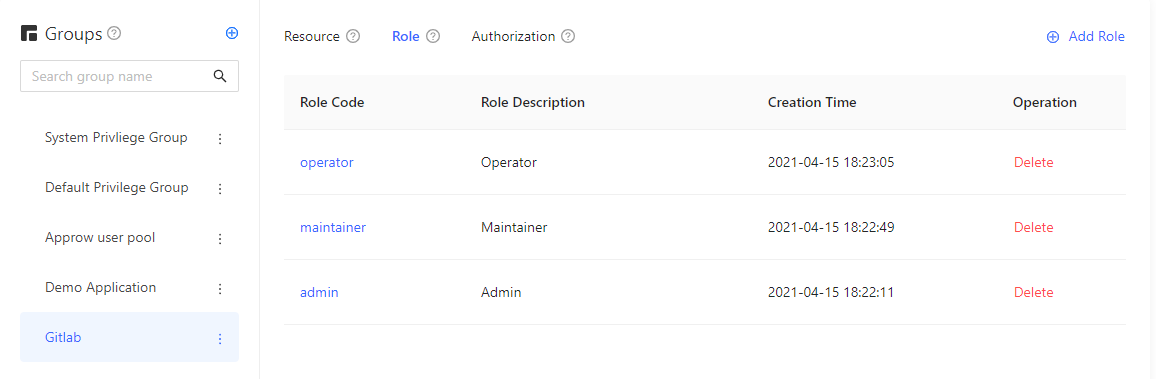 Groups
Search group name
System Privliege Group
Default Privilege Group
Approw user pool
Demo Application
Gitlab
Resource Role Authorization Add Role
Role Code Role Description Creation Time Operation
operator Operator 2021-04-15 18:23:05 Delete
maintainer Maintainer 2021-04-15 18:22:49 Delete
admin Admin 2021-04-15 18:22:11 Delete